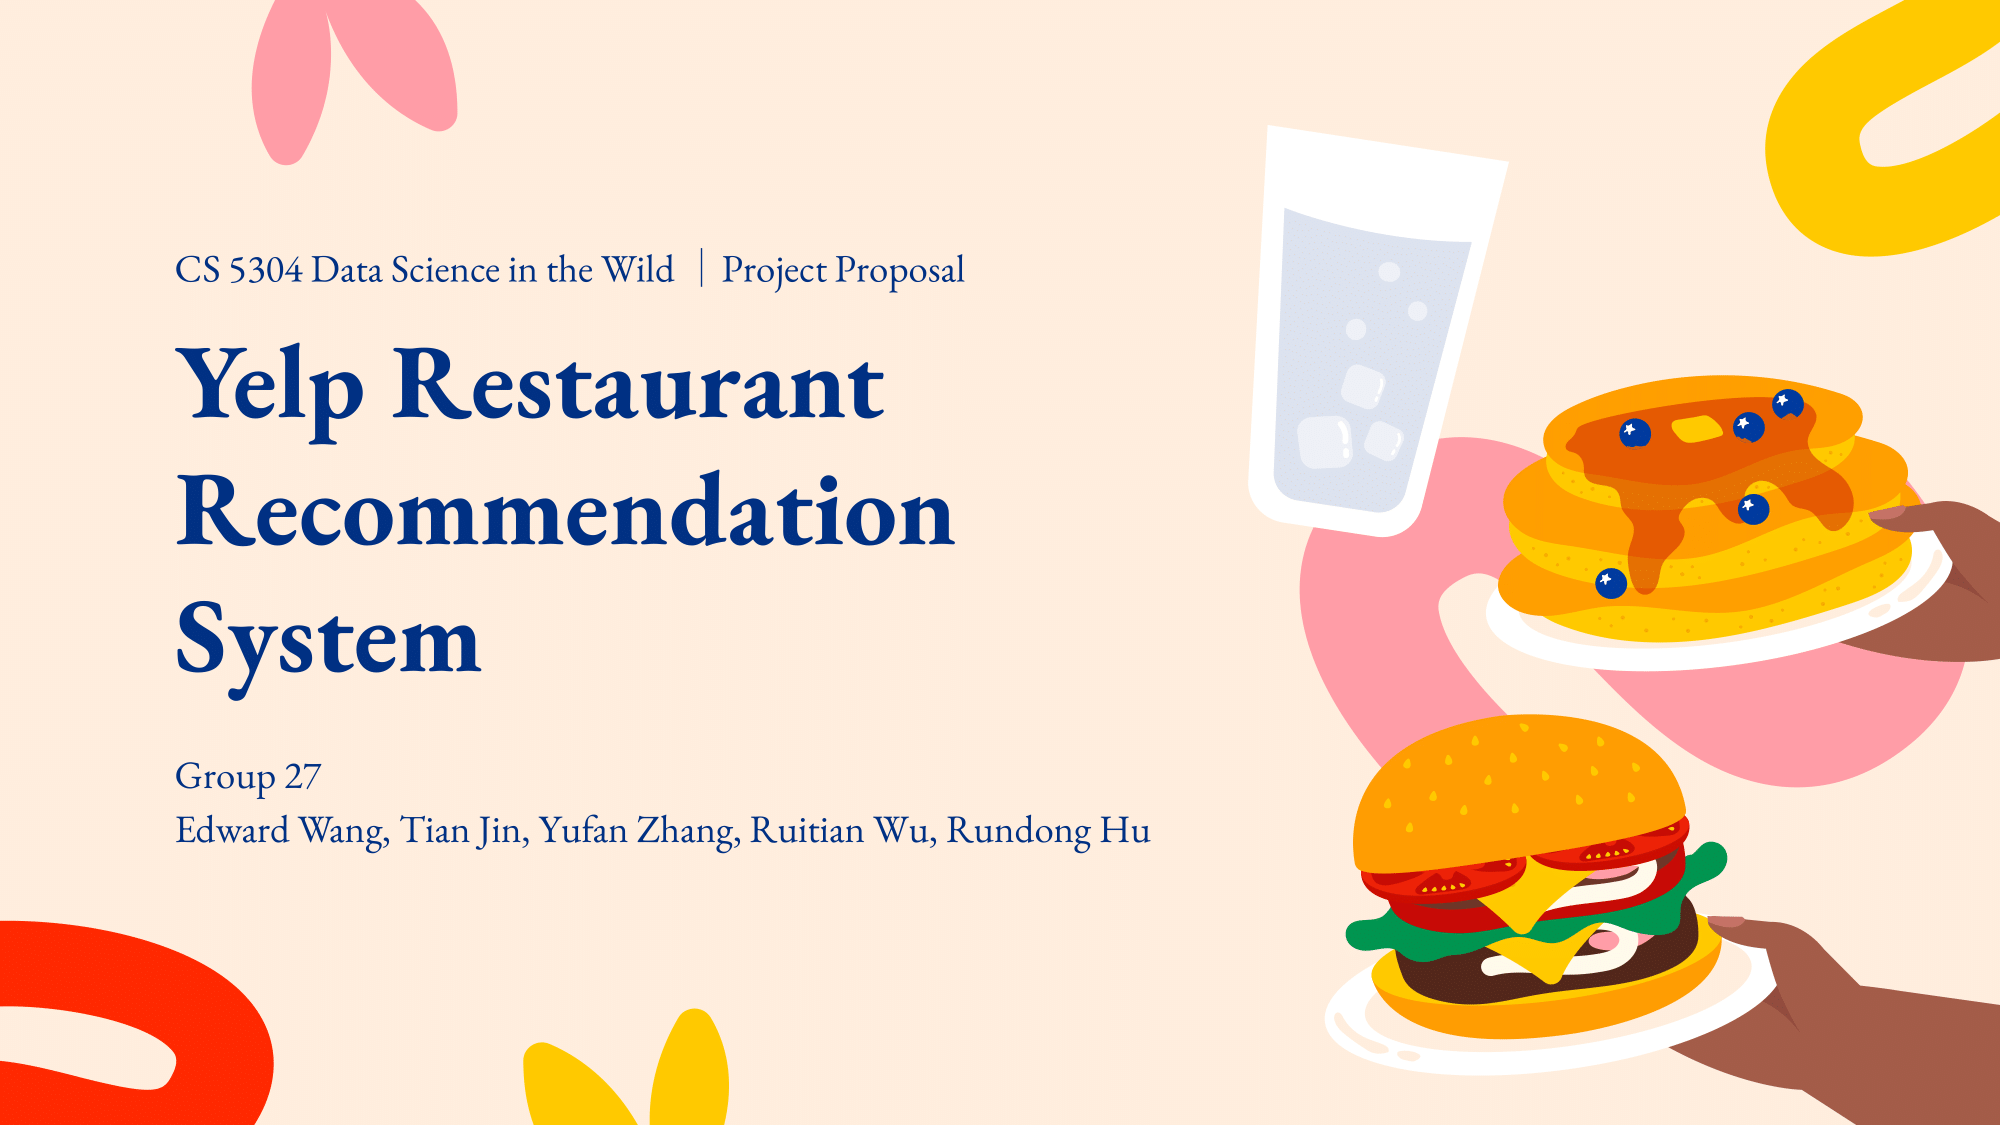 CS 5304 Data Science in the Wild | Project Proposal
Yelp Restaurant
Recommendation
System
Group 27
Edward Wang, Tian Jin, Yufan Zhang, Ruitian Wu, Rundong Hu